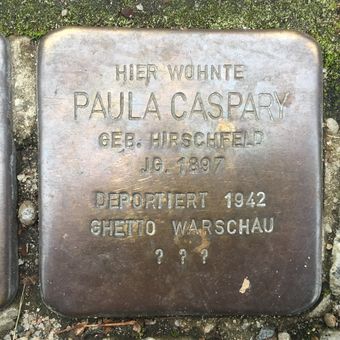 HIER WOHNTE
PAULA CASPARY
GEB. HIRSCHFELD
JG. 1897
DEPORTIERT 1942
GHETTO WARSCHAU
? ? ?